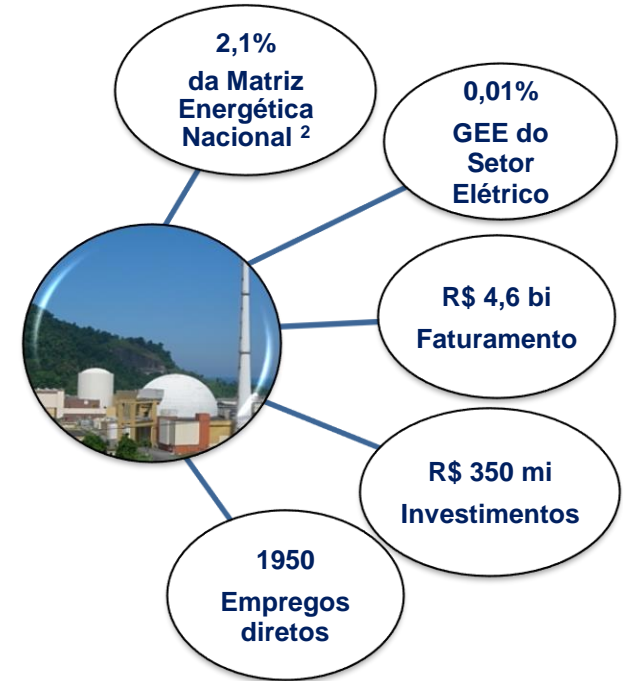 2,1%
da Matriz
Energética
Nacional ²
0,01%
GEE do
Setor
Elétrico
R$ 4,6 bi
Faturamento
R$ 350 mi
Investimentos
1950
Empregos
diretos